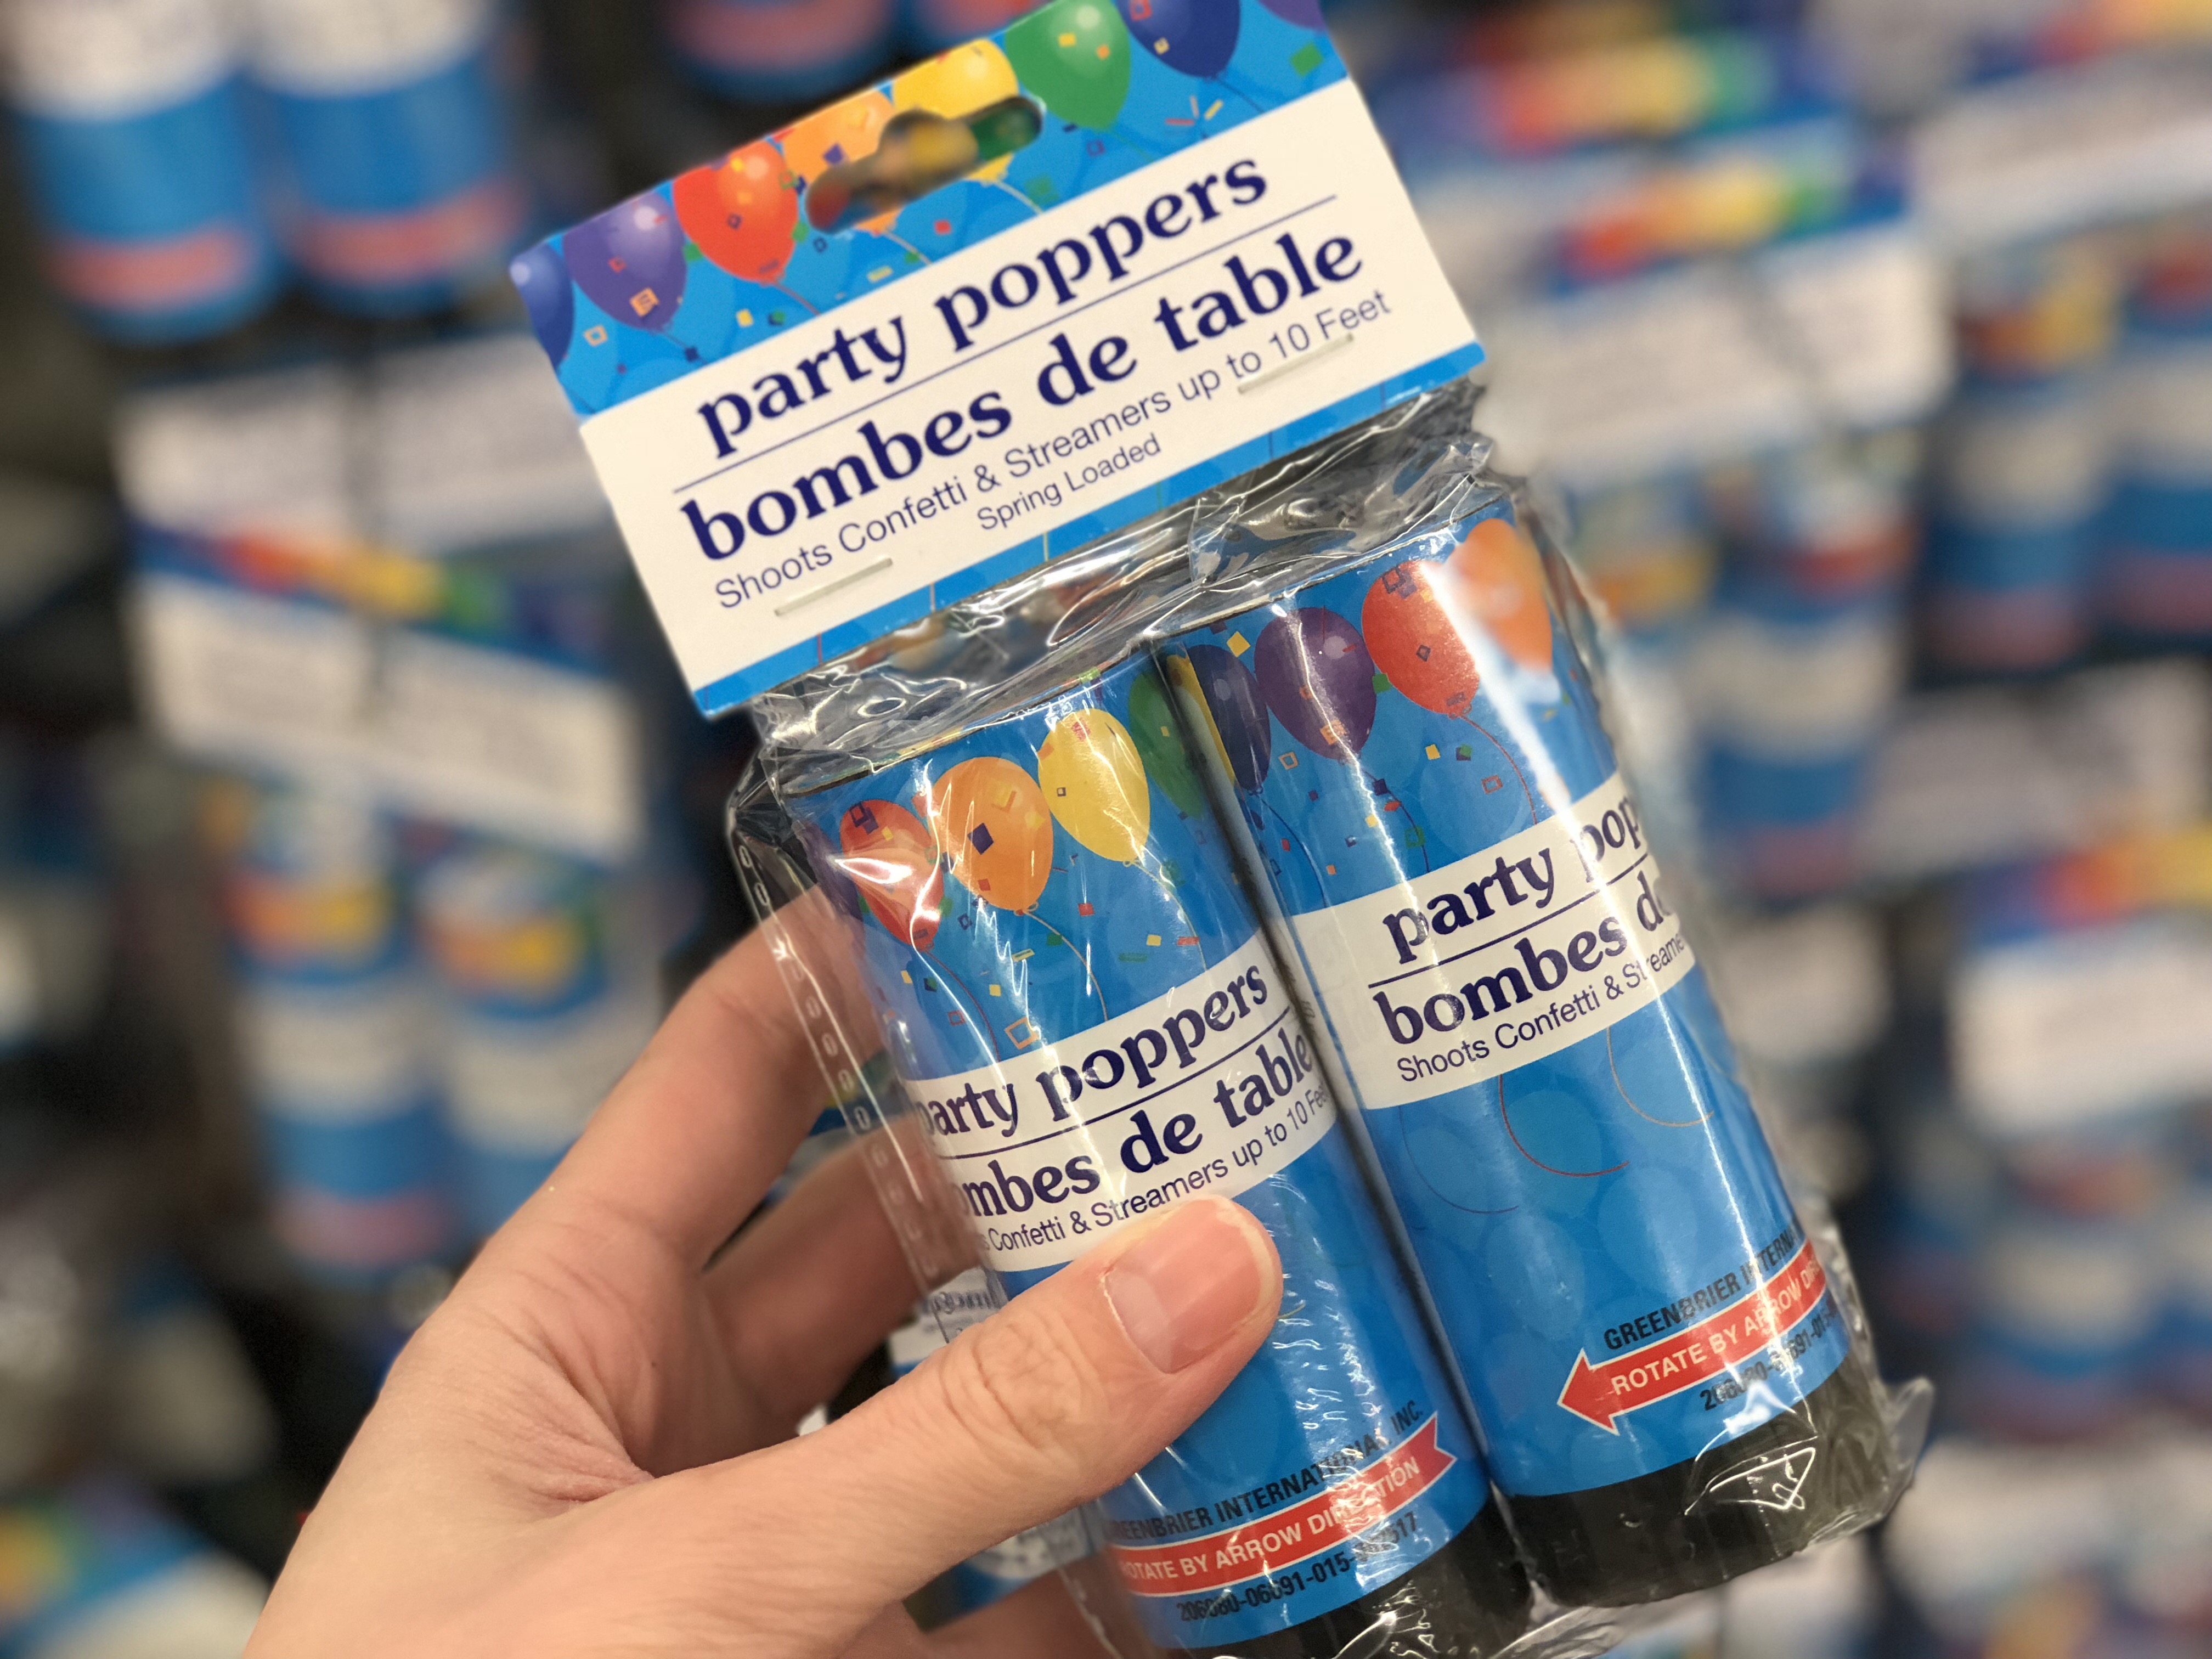 party poppers
bombes de table
Shoots Confetti & Streamers up to 10 Feet
Spring Loaded
party poppers
de table
Confetti & Streamers up to 10 Feet
GREENBRIER INTERNATIONAL, INC.
ROTATE BY ARROW DIRECTION
party
bombes
Shoots Confetti &
GREENBRIER
ROTATE BY ARROW